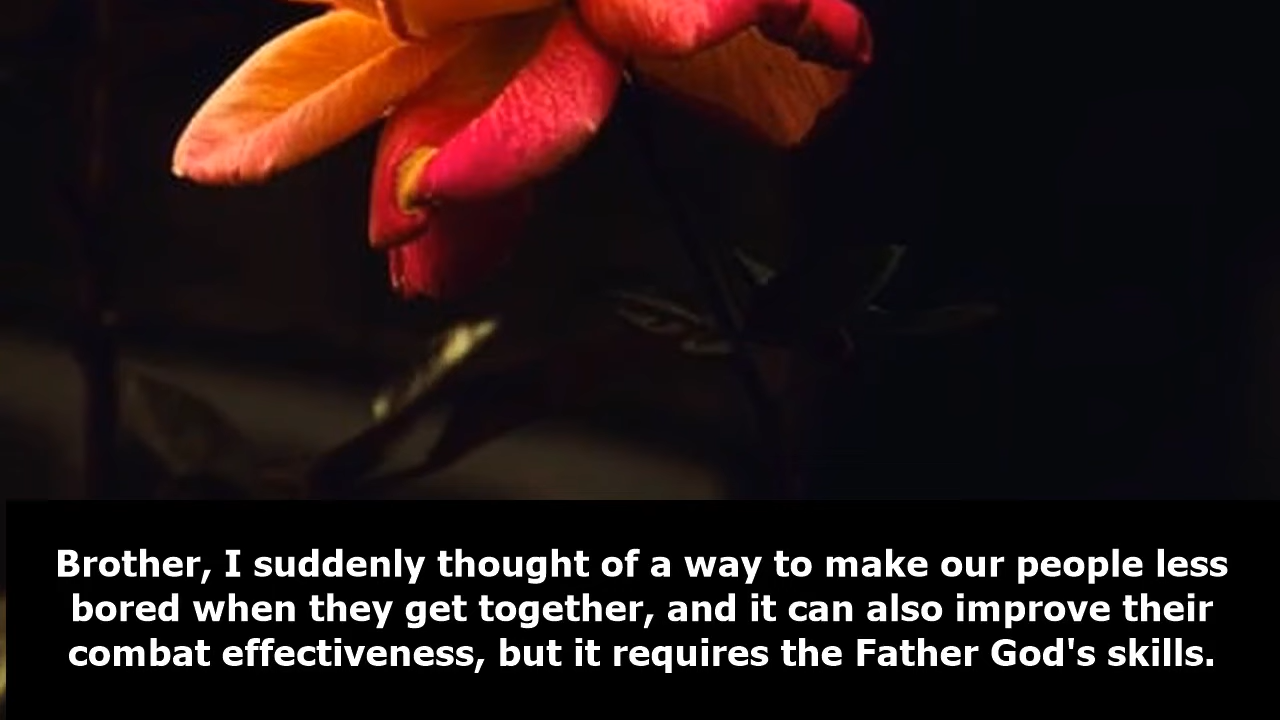 Brother, I suddenly thought of a way to make our people less
bored when they get together, and it can also improve their
combat effectiveness, but it requires the Father God's skills.